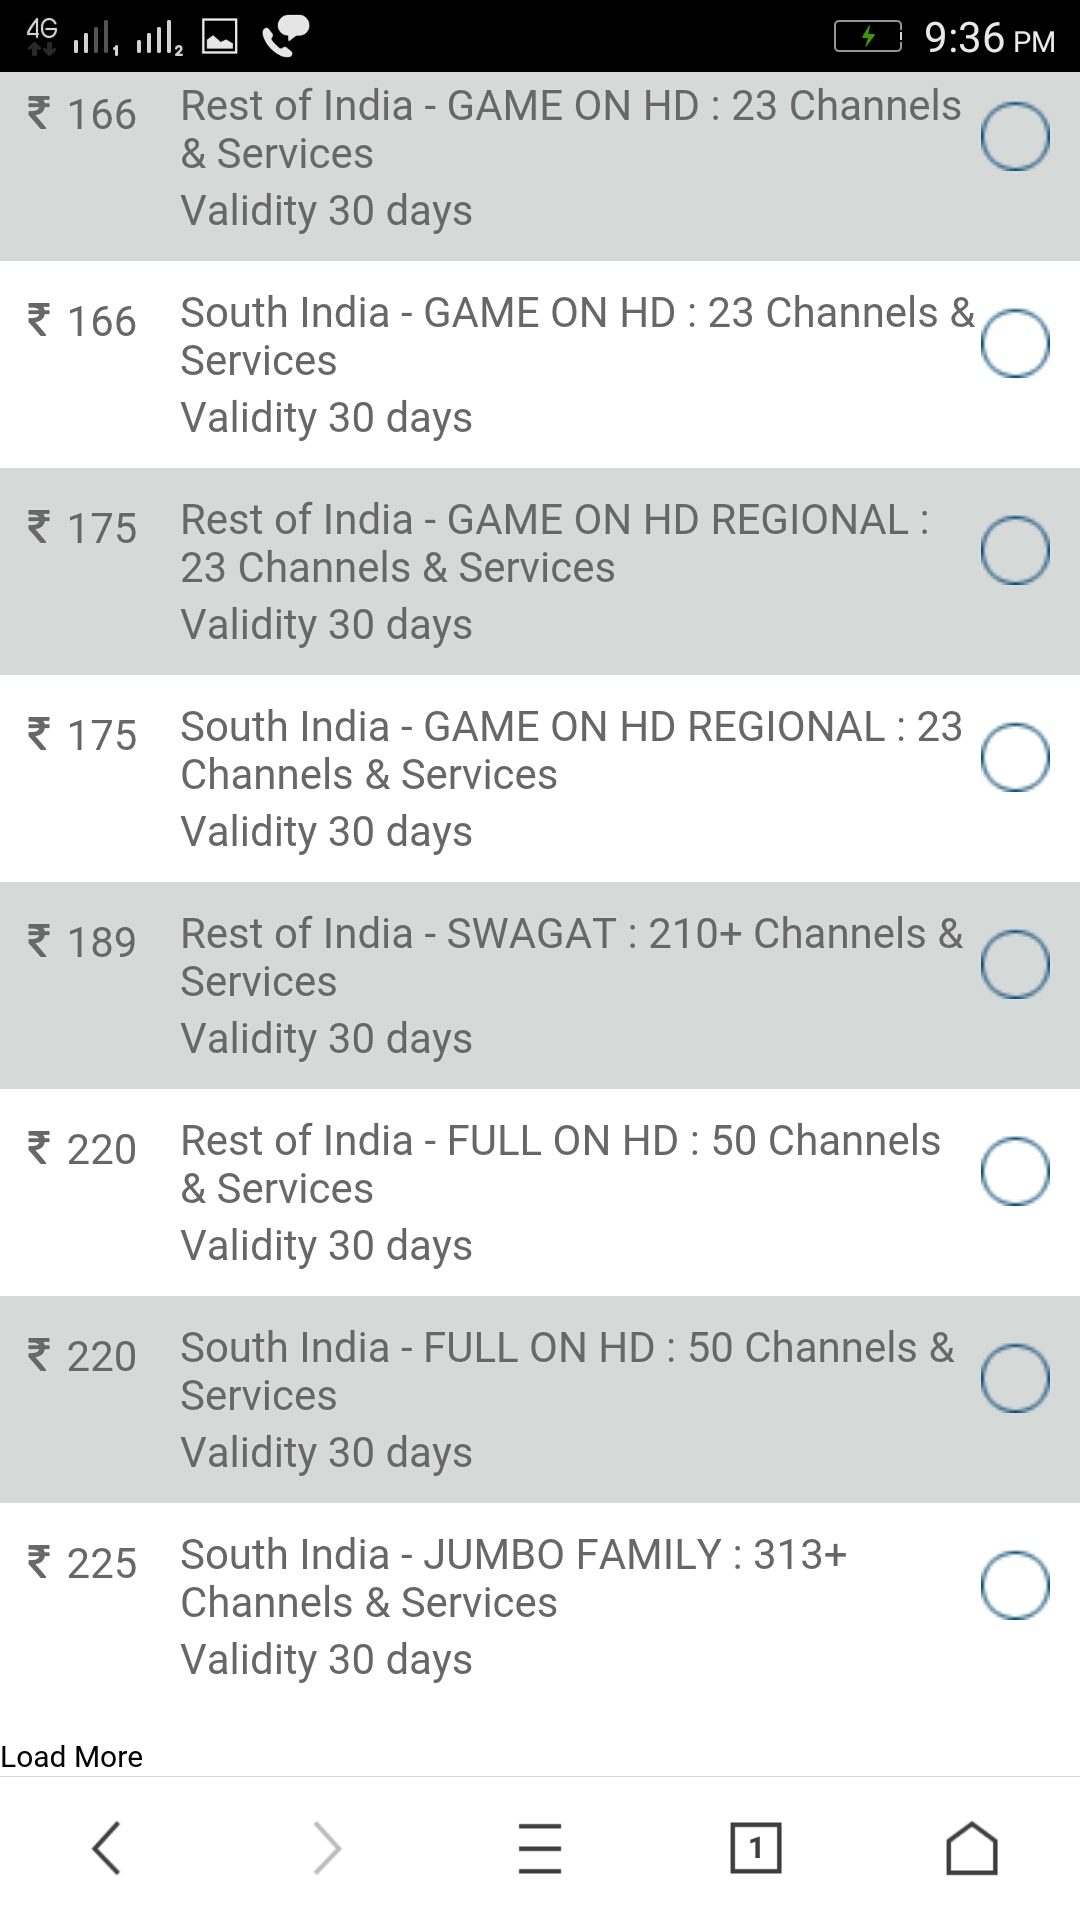 4G 1 2 9:36 PM
₹ 166 Rest of India - GAME ON HD : 23 Channels
& Services
Validity 30 days
₹ 166 South India - GAME ON HD : 23 Channels &
Services
Validity 30 days
₹ 175 Rest of India - GAME ON HD REGIONAL :
23 Channels & Services
Validity 30 days
₹ 175 South India - GAME ON HD REGIONAL : 23
Channels & Services
Validity 30 days
₹ 189 Rest of India - SWAGAT : 210+ Channels &
Services
Validity 30 days
₹ 220 Rest of India - FULL ON HD : 50 Channels
& Services
Validity 30 days
₹ 220 South India - FULL ON HD : 50 Channels &
Services
Validity 30 days
₹ 225 South India - JUMBO FAMILY : 313+
Channels & Services
Validity 30 days
Load More
1